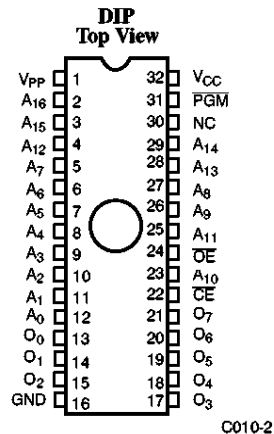 DIP
Top View
VPP 1 32 VCC
A16 2 31 PGM
A15 3 30 NC
A12 4 29 A14
A7 5 28 A13
A6 6 27 A8
A5 7 26 A9
A4 8 25 A11
A3 9 24 OE
A2 10 23 A10
A1 11 22 CE
A0 12 21 O7
O0 13 20 O6
O1 14 19 O5
O2 15 18 O4
GND 16 17 O3
C010-2